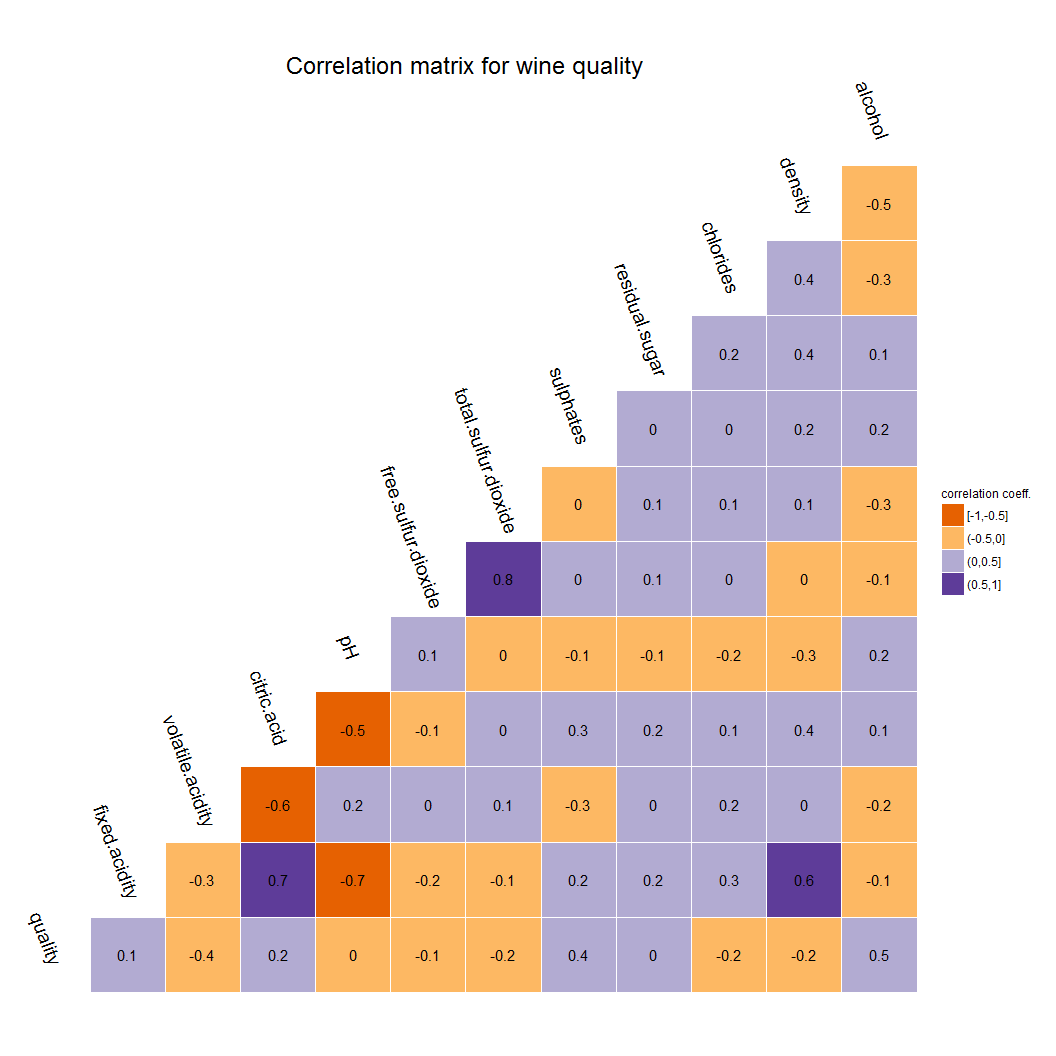 Correlation matrix for wine quality
alcohol
density
-0.5
chlorides
0.4 -0.3
residual.sugar
0.2 0.4 0.1
sulphates
0 0 0.2 0.2
total.sulfur.dioxide
0 0.1 0.1 0.1 -0.3
free.sulfur.dioxide
0.8 0 0.1 0 0 -0.1
pH
0.1 0 -0.1 -0.1 -0.2 -0.3 0.2
citric.acid
-0.5 -0.1 0 0.3 0.2 0.1 0.4 0.1
volatile.acidity
-0.6 0.2 0 0.1 -0.3 0 0.2 0 -0.2
fixed.acidity
-0.3 0.7 -0.7 -0.2 -0.1 0.2 0.2 0.3 0.6 -0.1
quality
0.1 -0.4 0.2 0 -0.1 -0.2 0.4 0 -0.2 -0.2 0.5
correlation coeff.
[-1,-0.5]
(-0.5,0]
(0,0.5]
(0.5,1]